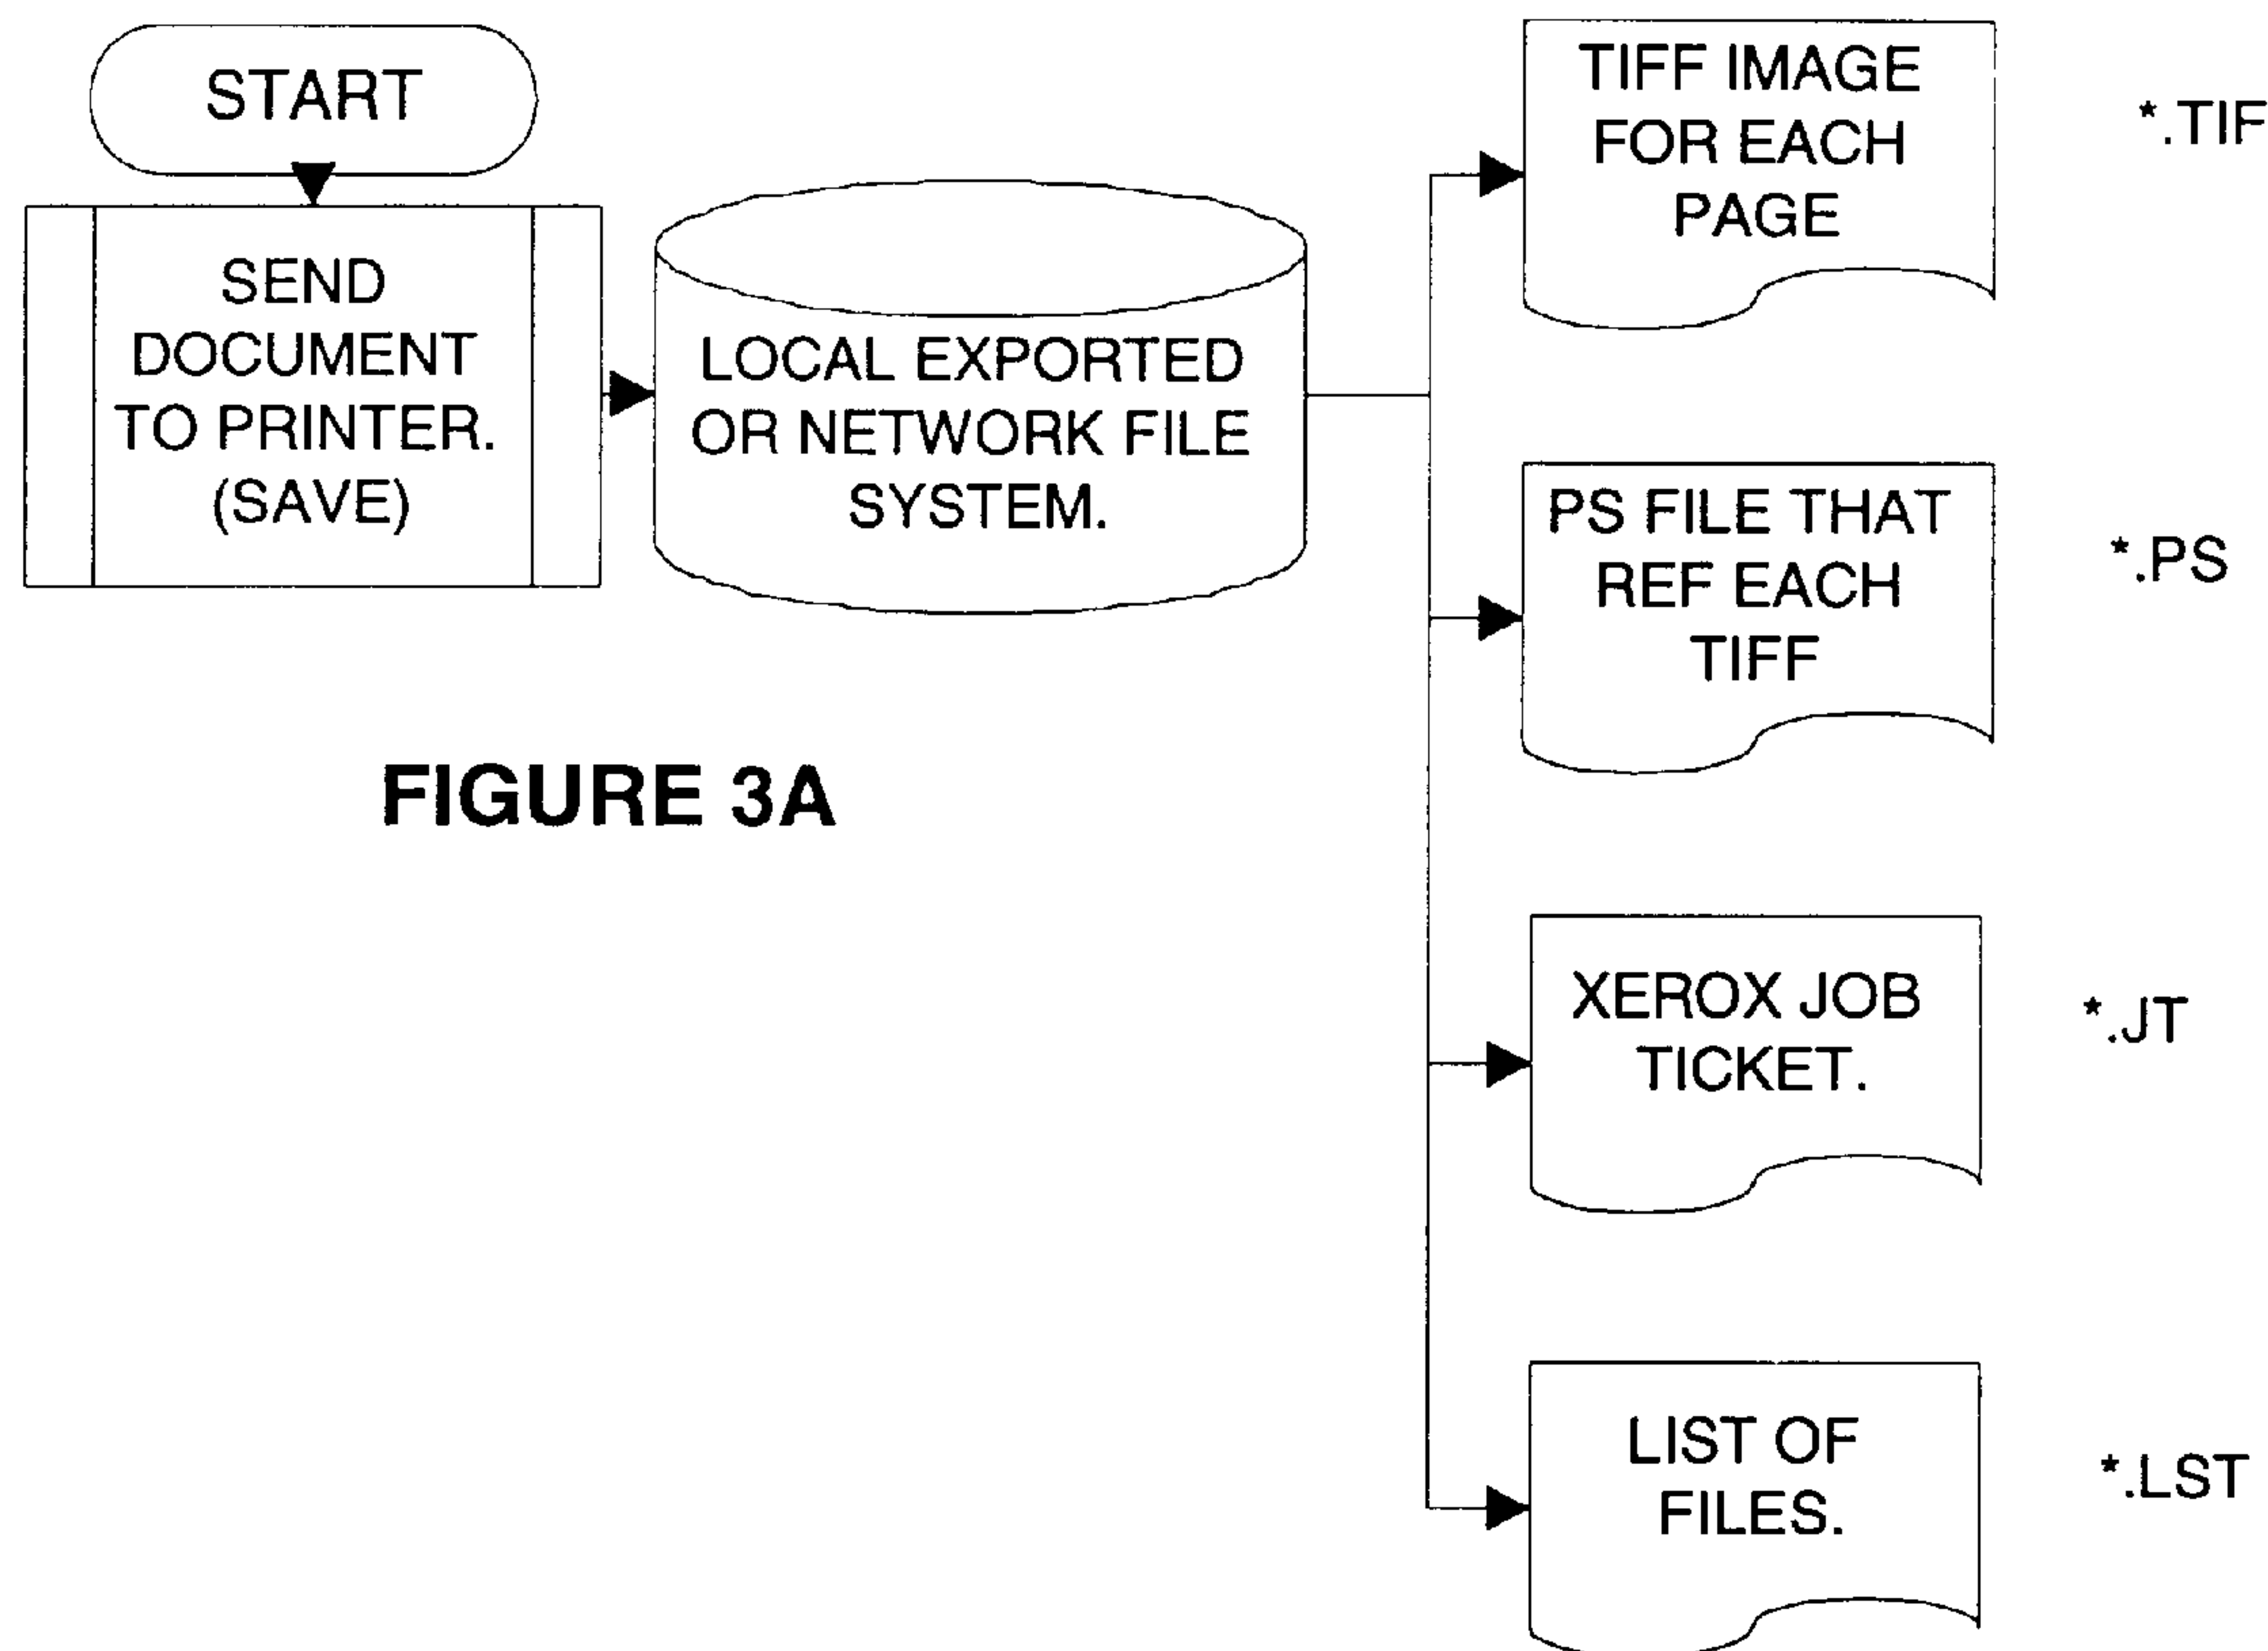 START
SEND
DOCUMENT
TO PRINTER.
(SAVE)
LOCAL EXPORTED
OR NETWORK FILE
SYSTEM.
TIFF IMAGE
FOR EACH
PAGE
*.TIF
PS FILE THAT
REF EACH
TIFF
*.PS
XEROX JOB
TICKET.
*.JT
LIST OF
FILES.
*.LST
FIGURE 3A